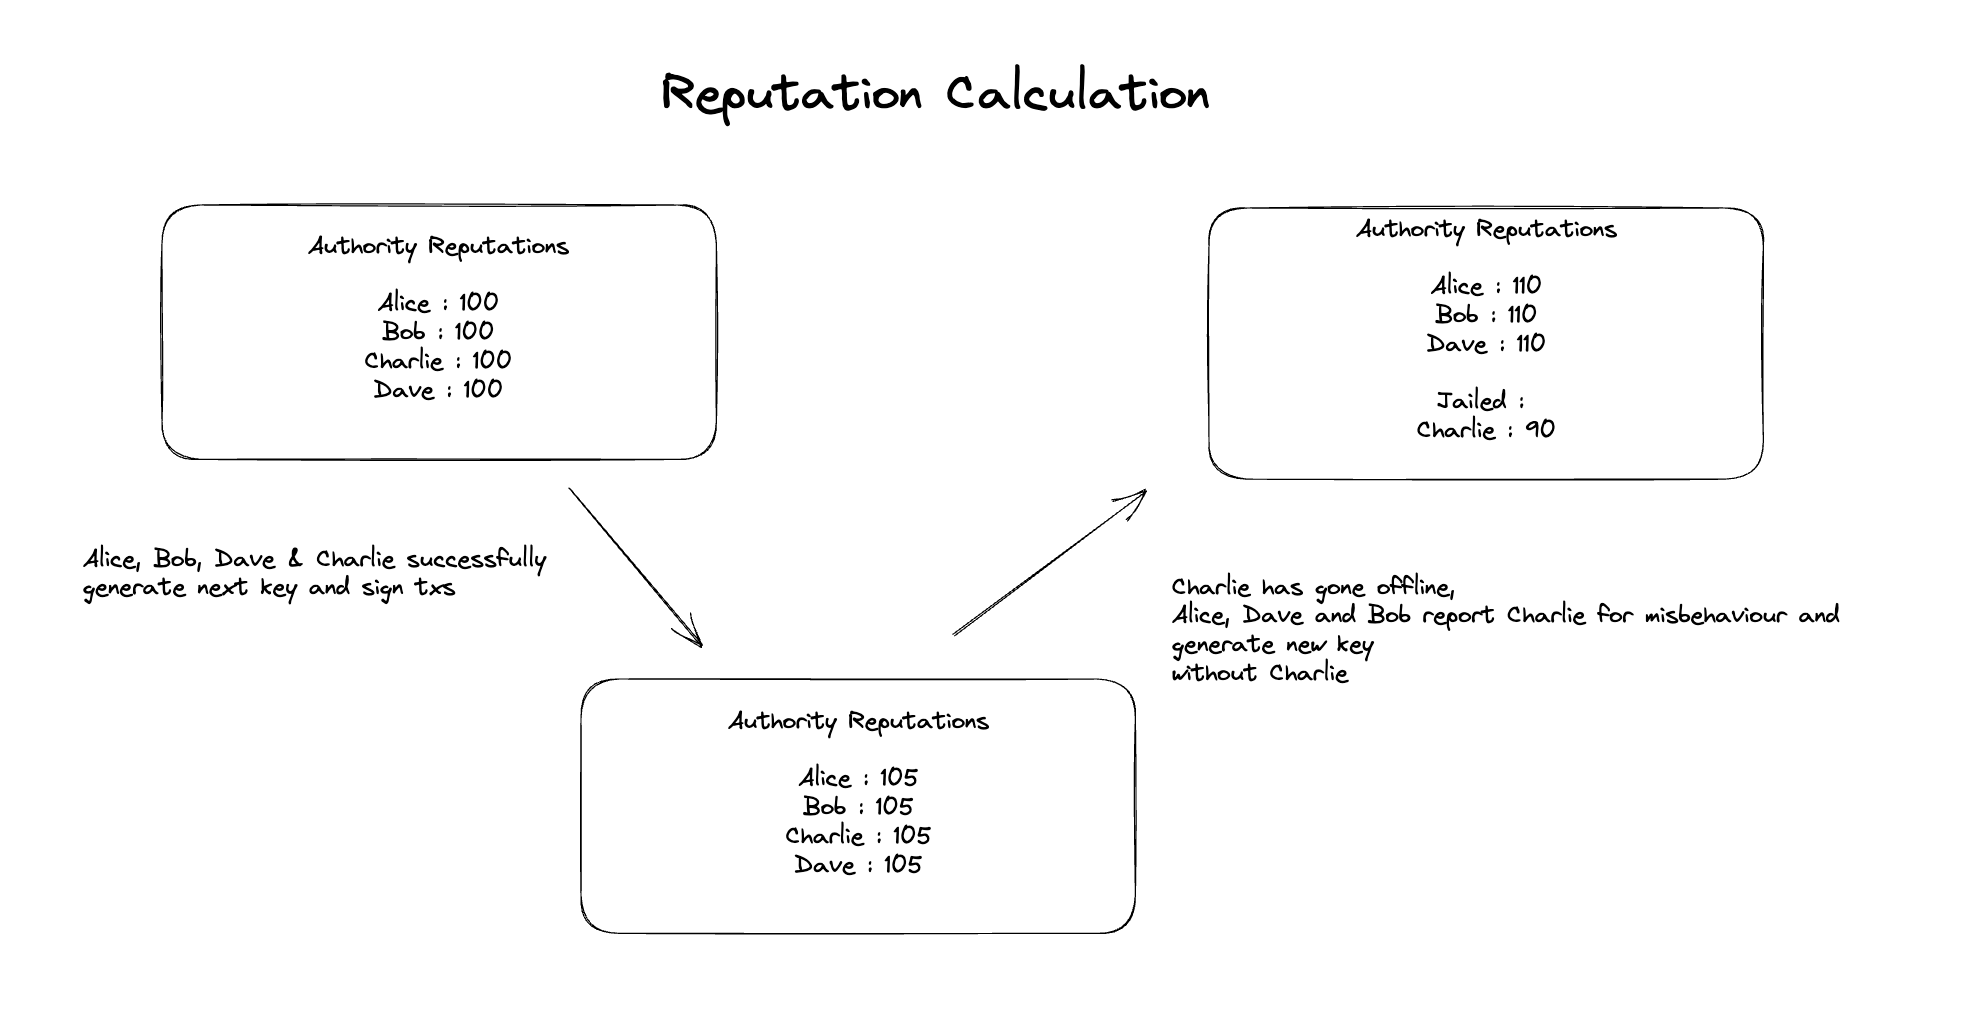 Reputation Calculation
Authority Reputations
Alice : 100
Bob : 100
Charlie : 100
Dave : 100
Alice, Bob, Dave & Charlie successfully
generate next key and sign txs
Authority Reputations
Alice : 105
Bob : 105
Charlie : 105
Dave : 105
Charlie has gone offline,
Alice, Dave and Bob report Charlie for misbehaviour and
generate new key
without Charlie
Authority Reputations
Alice : 110
Bob : 110
Dave : 110
Jailed :
Charlie : 90